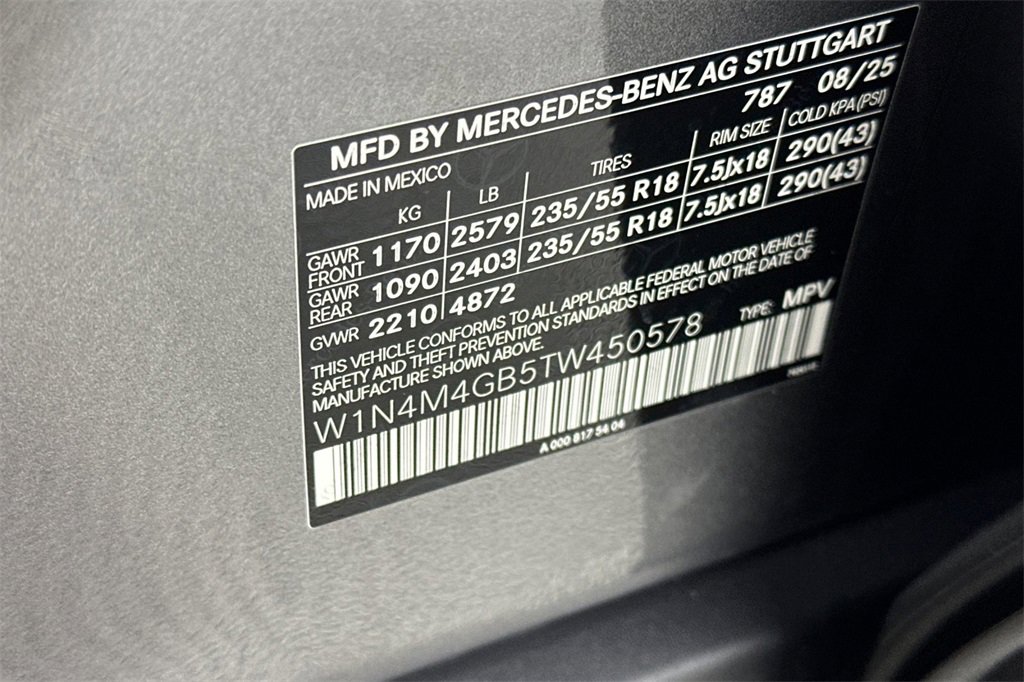 MFD BY MERCEDES-BENZ AG STUTTGART
MADE IN MEXICO 787 08/25
KG LB TIRES RIM SIZE COLD KPA (PSI)
GAWR FRONT 1170 2579 235/55 R18 7.5Jx18 290(43)
GAWR REAR 1090 2403 235/55 R18 7.5Jx18 290(43)
GVWR 2210 4872
THIS VEHICLE CONFORMS TO ALL APPLICABLE FEDERAL MOTOR VEHICLE
SAFETY AND THEFT PREVENTION STANDARDS IN EFFECT ON THE DATE OF
MANUFACTURE SHOWN ABOVE.
W1N4M4GB5TW450578 TYPE: MPV
A 000 817 54 04